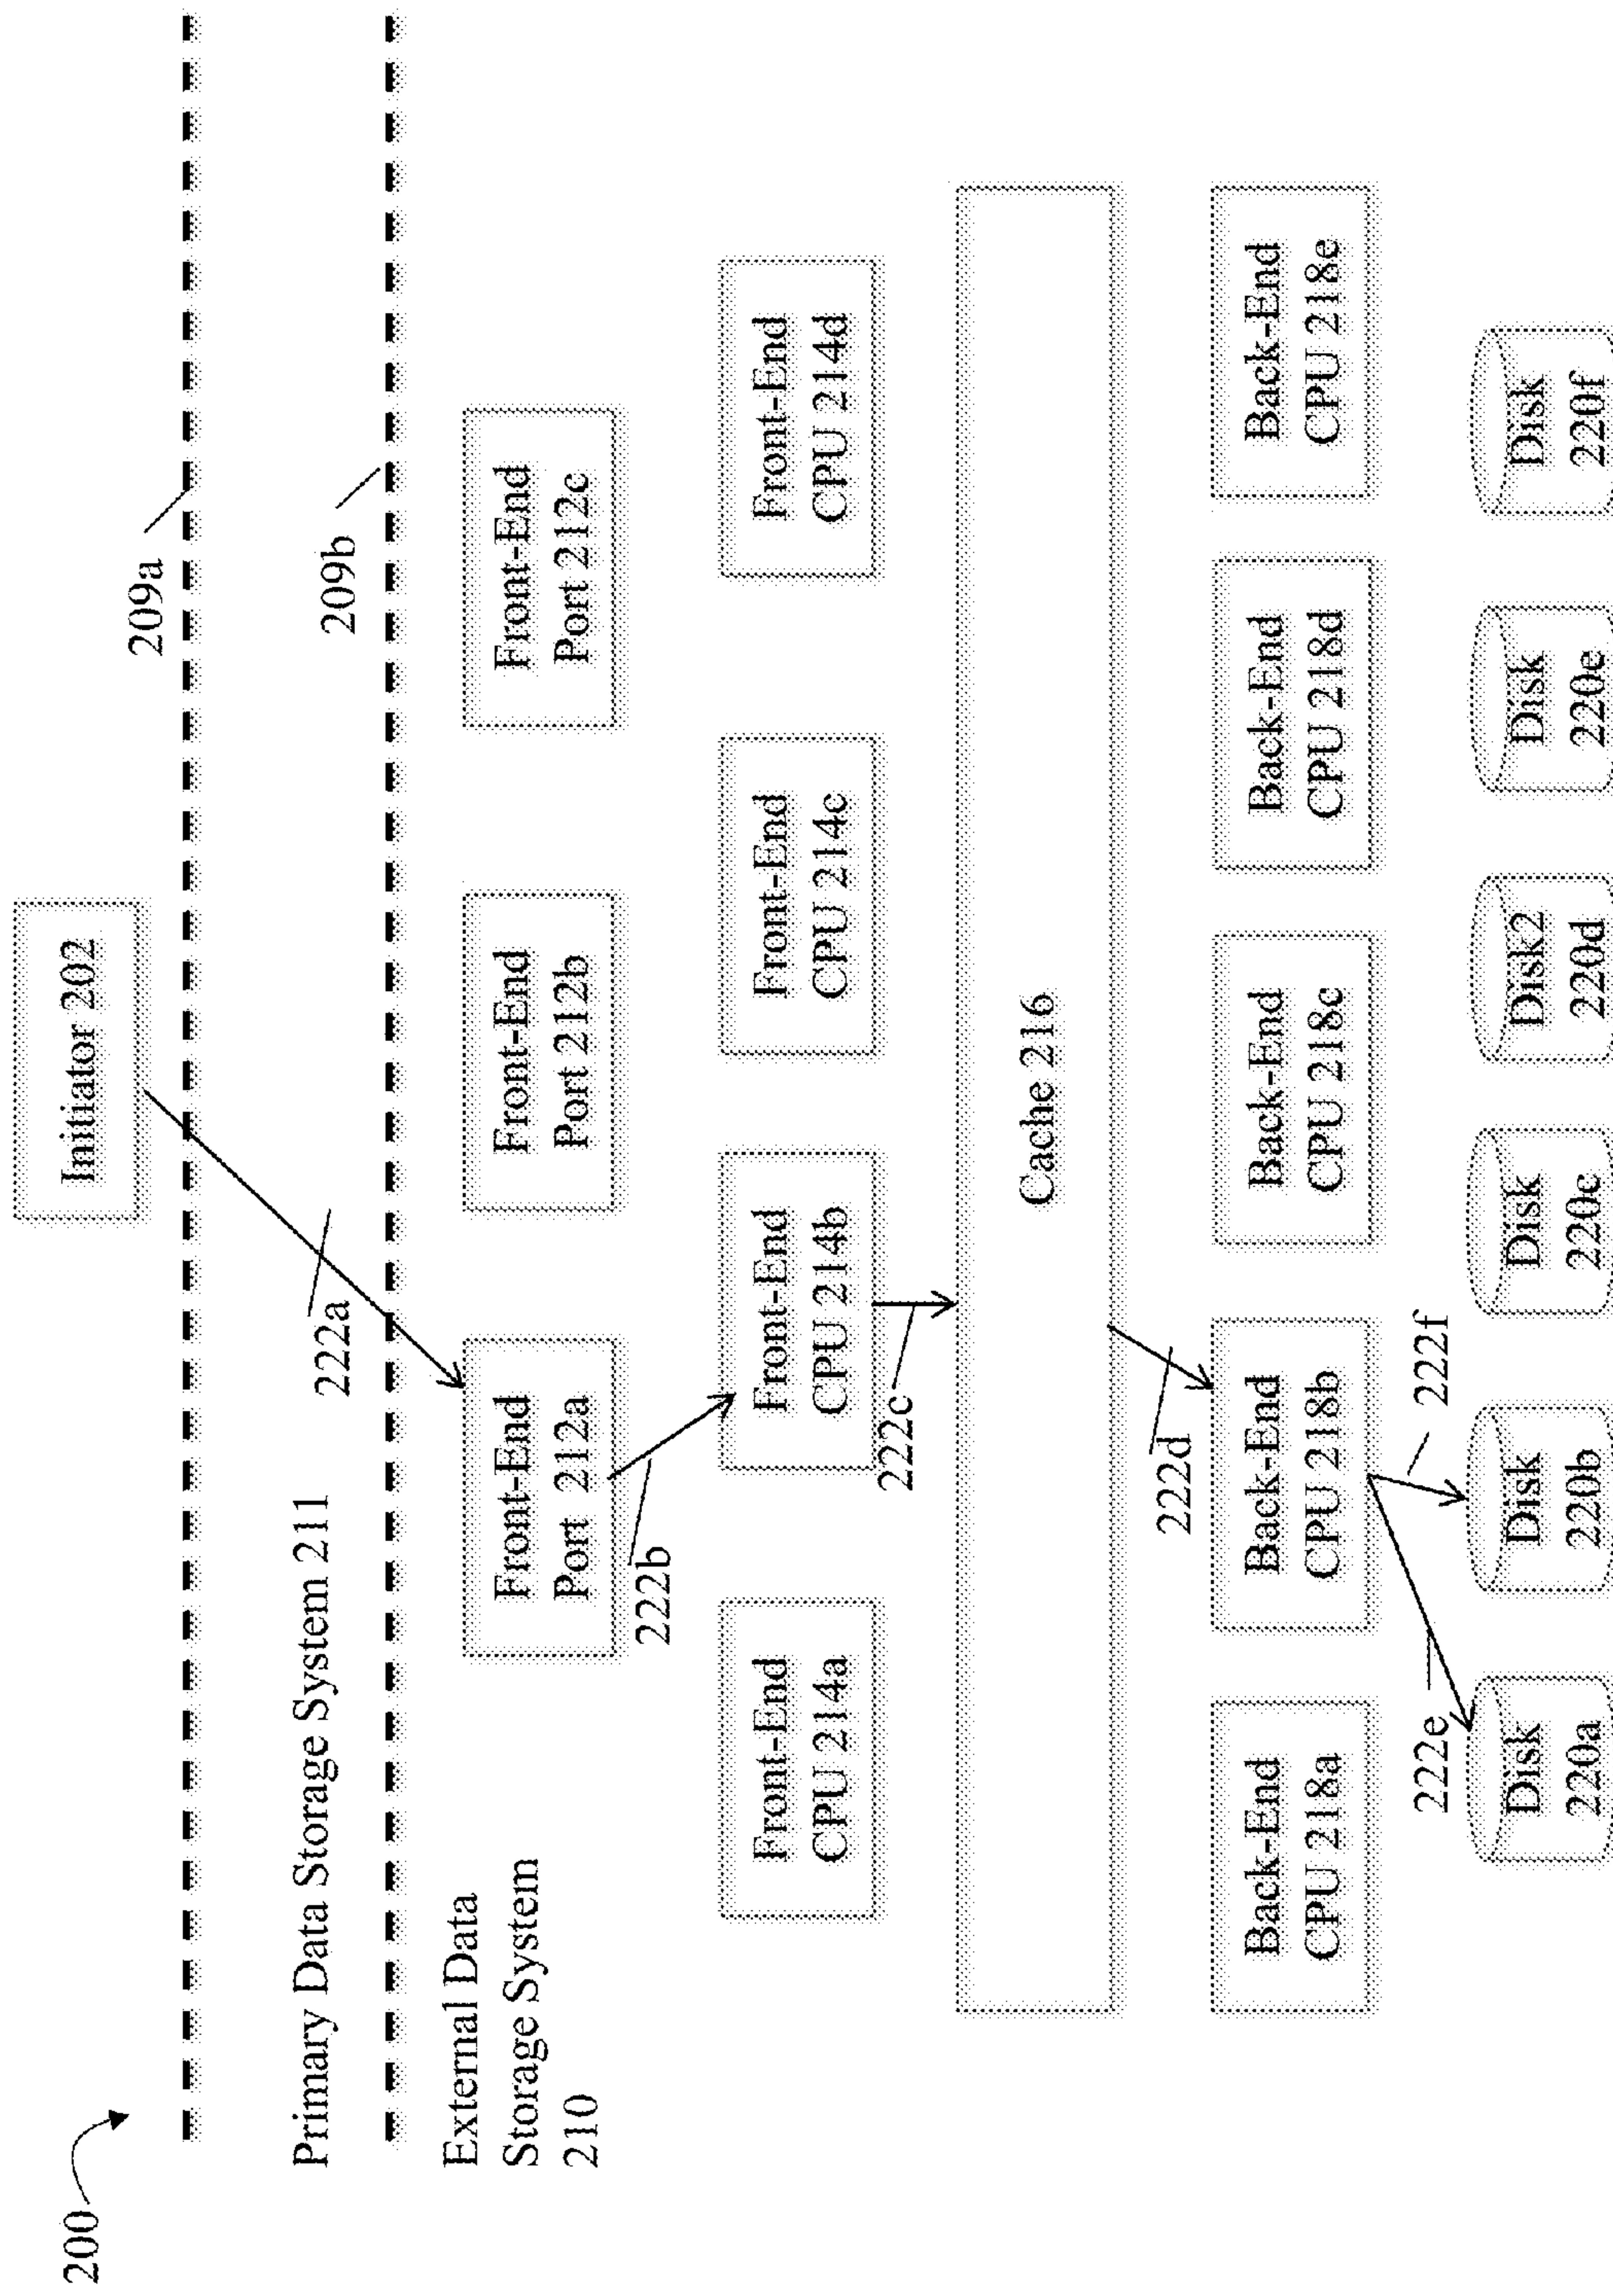 200
Initiator 202
209a
Primary Data Storage System 211
222a
209b
External Data
Storage System
210
Front-End
Port 212a
Front-End
Port 212b
Front-End
Port 212c
222b
Front-End
CPU 214a
Front-End
CPU 214b
Front-End
CPU 214c
Front-End
CPU 214d
222c
Cache 216
222d
Back-End
CPU 218a
Back-End
CPU 218b
Back-End
CPU 218c
Back-End
CPU 218d
Back-End
CPU 218e
222e
222f
Disk
220a
Disk
220b
Disk
220c
Disk2
220d
Disk
220e
Disk
220f